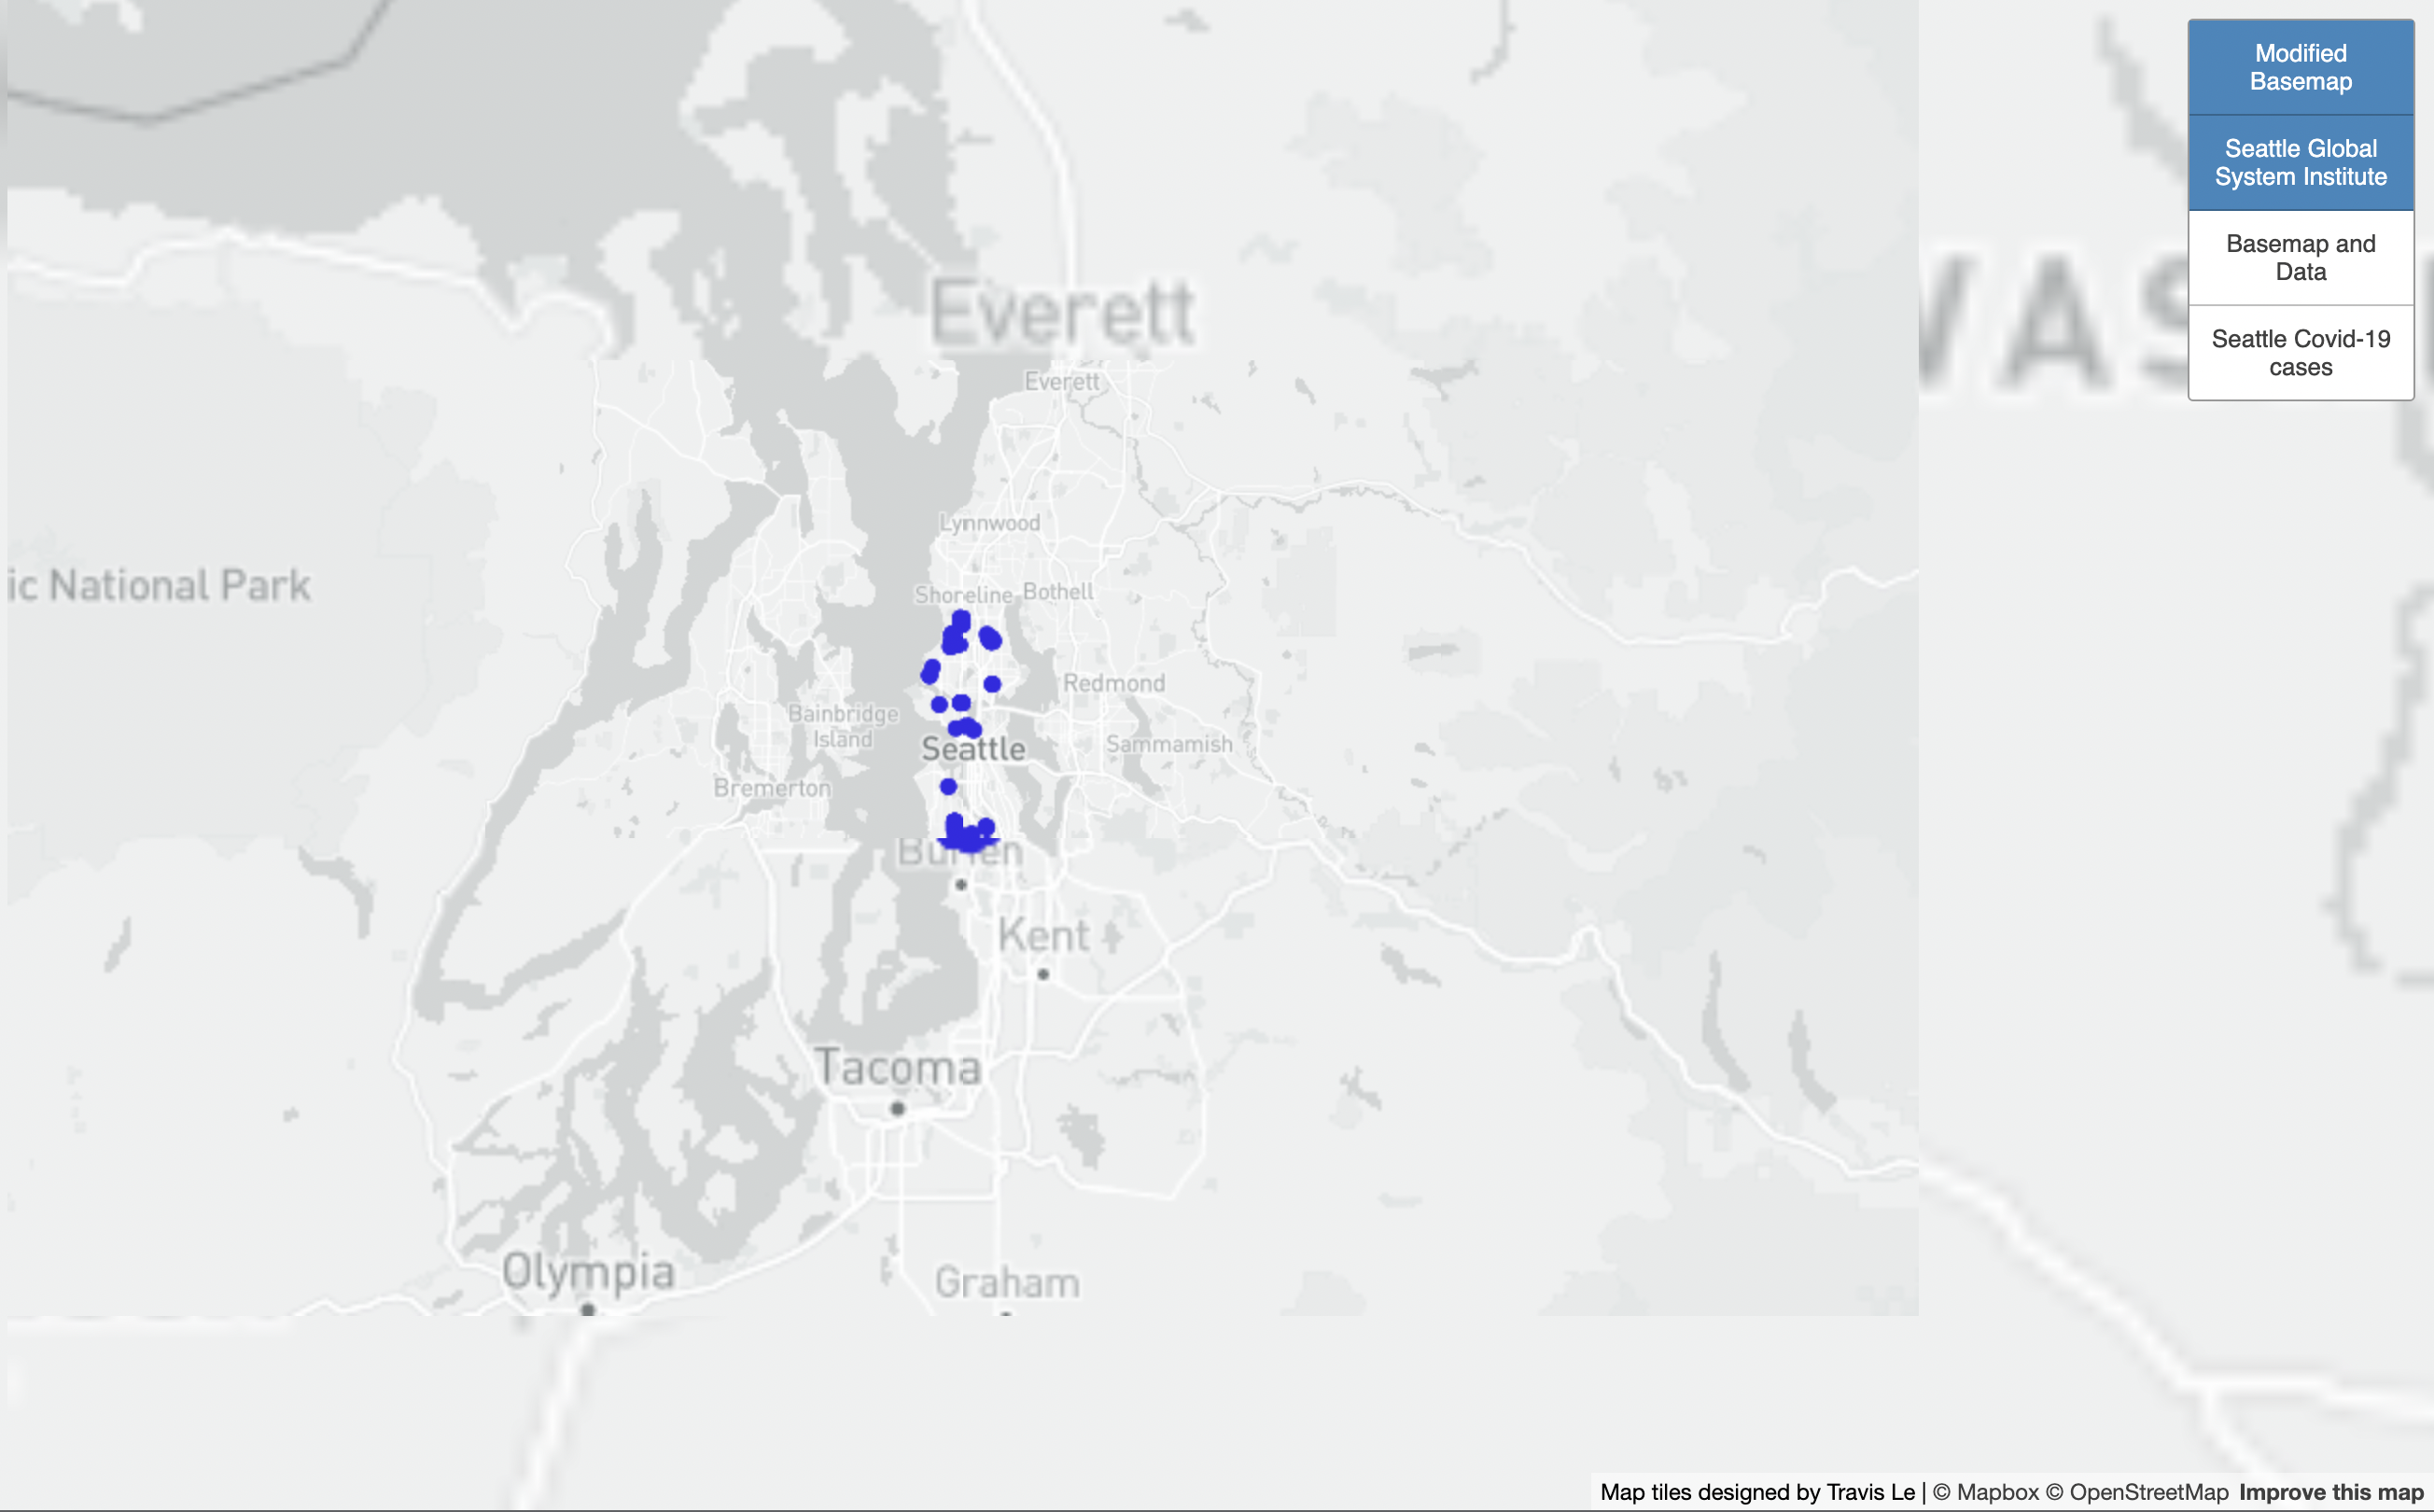 Modified
Basemap
Seattle Global
System Institute
Basemap and
Data
Seattle Covid-19
cases
Everett
Everett
Lynnwood
ic National Park
Shoreline
Bothell
Redmond
Bainbridge
Island
Seattle
Sammamish
Bremerton
Burien
Kent
Tacoma
Olympia
Graham
Map tiles designed by Travis Le | © Mapbox © OpenStreetMap Improve this map